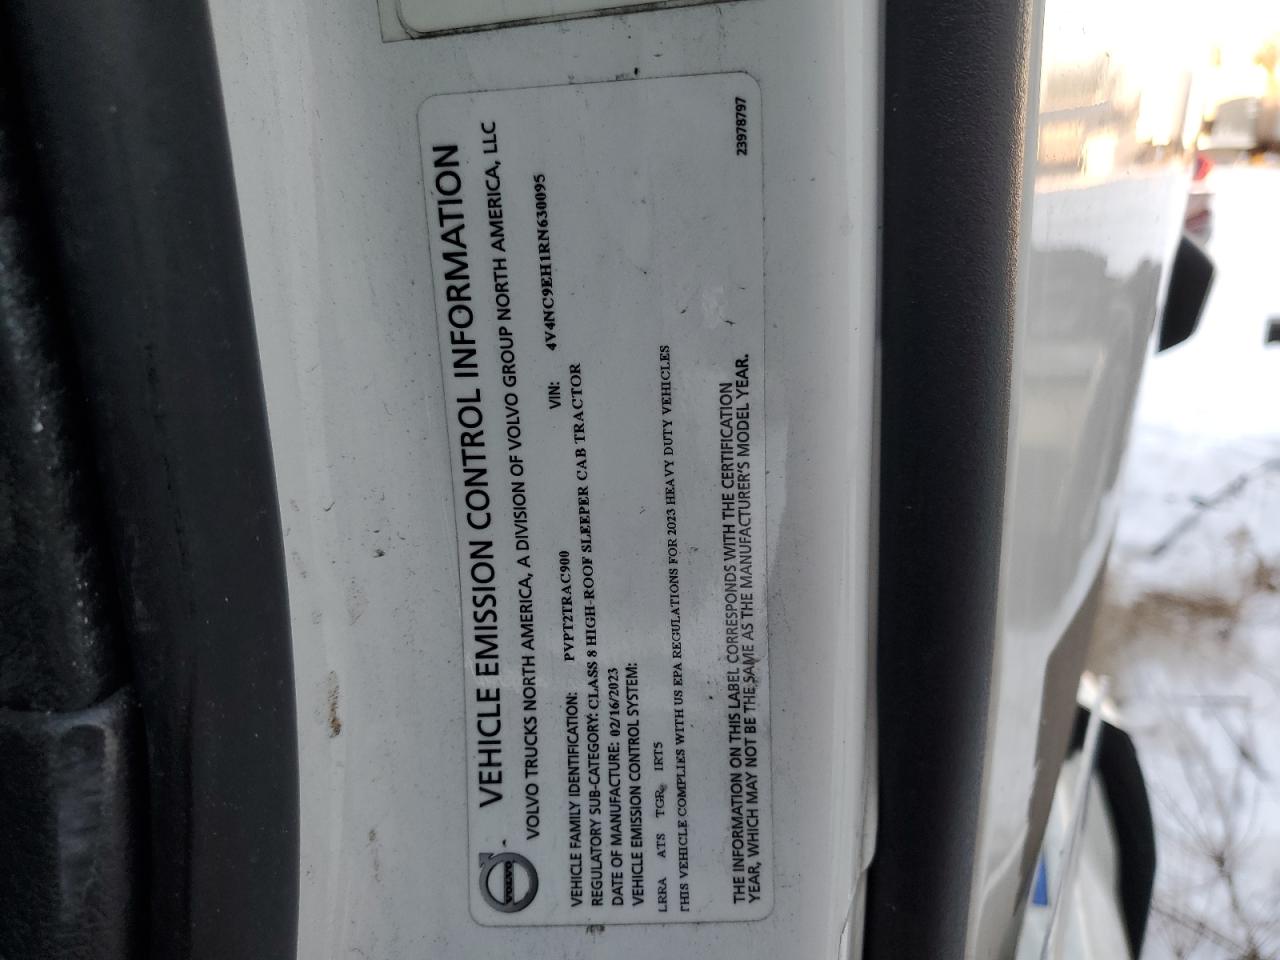 VOLVO
VEHICLE EMISSION CONTROL INFORMATION
VOLVO TRUCKS NORTH AMERICA, A DIVISION OF VOLVO GROUP NORTH AMERICA, LLC
VEHICLE FAMILY IDENTIFICATION: PVPT2TRAC900 VIN: 4V4NC9EH1RN630095
REGULATORY SUB-CATEGORY: CLASS 8 HIGH-ROOF SLEEPER CAB TRACTOR
DATE OF MANUFACTURE: 02/16/2023
VEHICLE EMISSION CONTROL SYSTEM:
LRRA ATS TGR, IRT5
THIS VEHICLE COMPLIES WITH US EPA REGULATIONS FOR 2023 HEAVY DUTY VEHICLES
THE INFORMATION ON THIS LABEL CORRESPONDS WITH THE CERTIFICATION
YEAR, WHICH MAY NOT BE THE SAME AS THE MANUFACTURER'S MODEL YEAR.
23978797